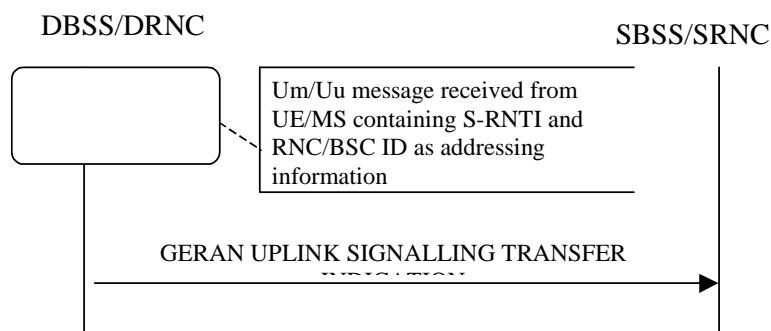 DBSS/DRNC
SBSS/SRNC
Um/Uu message received from
UE/MS containing S-RNTI and
RNC/BSC ID as addressing
information
GERAN UPLINK SIGNALLING TRANSFER
INDICATION